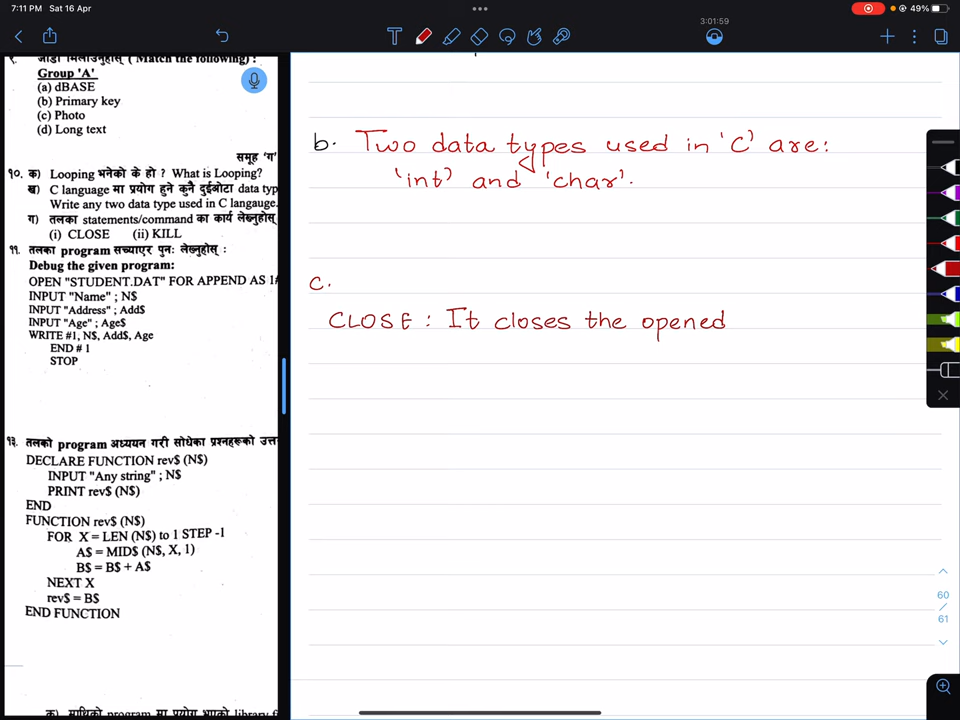 7:11 PM Sat 16 Apr
3:01:59
49%
१. जोडा मिलाउनुहोस् (Match the following) :
Group 'A'
(a) dBASE
(b) Primary key
(c) Photo
(d) Long text
समूह 'ग'
१०. क) Looping भनेको के हो ? What is Looping?
ख) C language मा प्रयोग हुने कुनै दुईओटा data typ
Write any two data type used in C langauge.
ग) तलका statements/command का कार्य लेख्नुहोस्
(i) CLOSE (ii) KILL
११. तलका program सच्याएर पुनः लेख्नुहोस् :
Debug the given program:
OPEN "STUDENT.DAT" FOR APPEND AS 1#
INPUT "Name" ; N$
INPUT "Address" ; Add$
INPUT "Age" ; Age$
WRITE #1, N$, Add$, Age
END # 1
STOP
१३. तलको program अध्ययन गरी सोधेका प्रश्नहरूको उत्त
DECLARE FUNCTION rev$ (N$)
INPUT "Any string" ; N$
PRINT rev$ (N$)
END
FUNCTION rev$ (N$)
FOR X = LEN (N$) to 1 STEP -1
A$ = MID$ (N$, X, 1)
B$ = B$ + A$
NEXT X
rev$ = B$
END FUNCTION
क) माथिको program मा प्रयोग भएको library f
b. Two data types used in 'C' are:
'int' and 'char'.
c.
CLOSE : It closes the opened
60
/
61